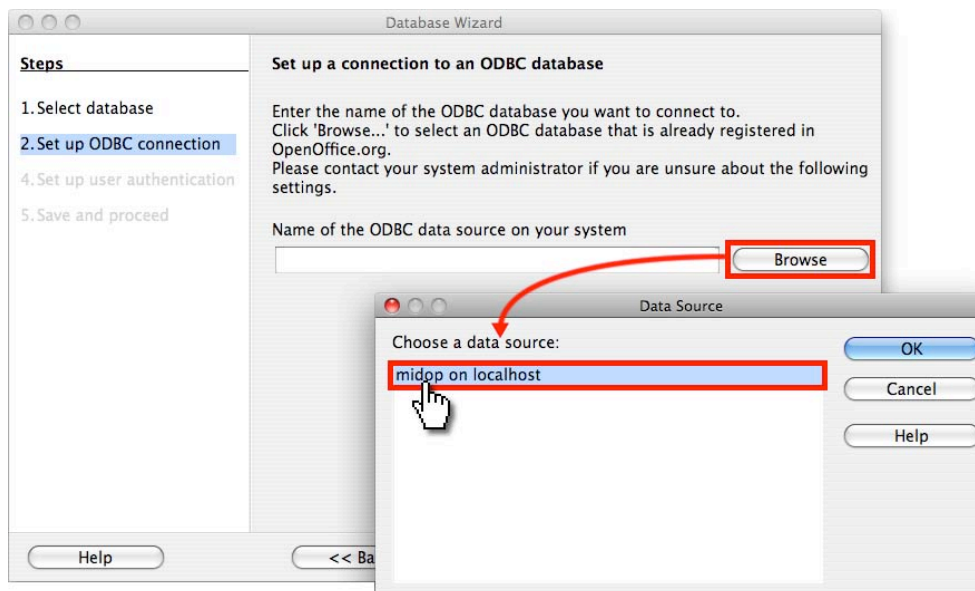 Database Wizard
Steps
1. Select database
2. Set up ODBC connection
4. Set up user authentication
5. Save and proceed
Set up a connection to an ODBC database
Enter the name of the ODBC database you want to connect to.
Click 'Browse...' to select an ODBC database that is already registered in
OpenOffice.org.
Please contact your system administrator if you are unsure about the following
settings.
Name of the ODBC data source on your system
Browse
Data Source
Choose a data source:
midop on localhost
OK
Cancel
Help
Help
<< Ba